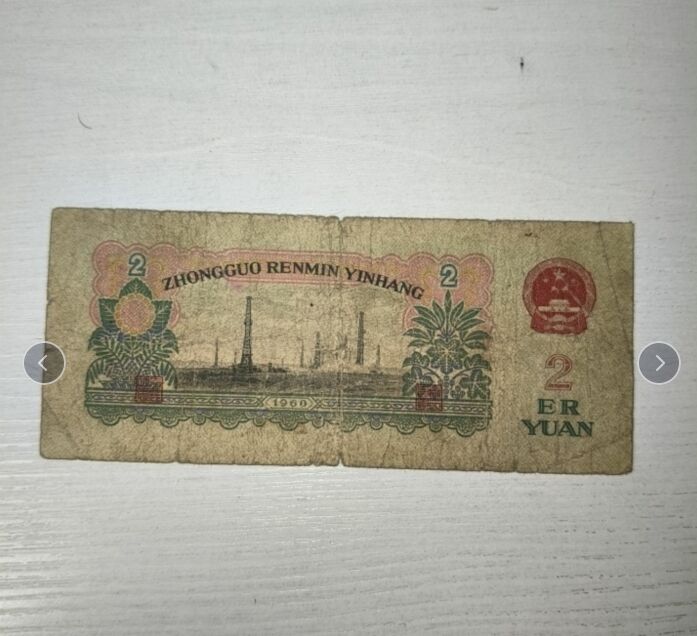 2
ZHONGGUO RENMIN YINHANG
2
1960
2
ER
YUAN